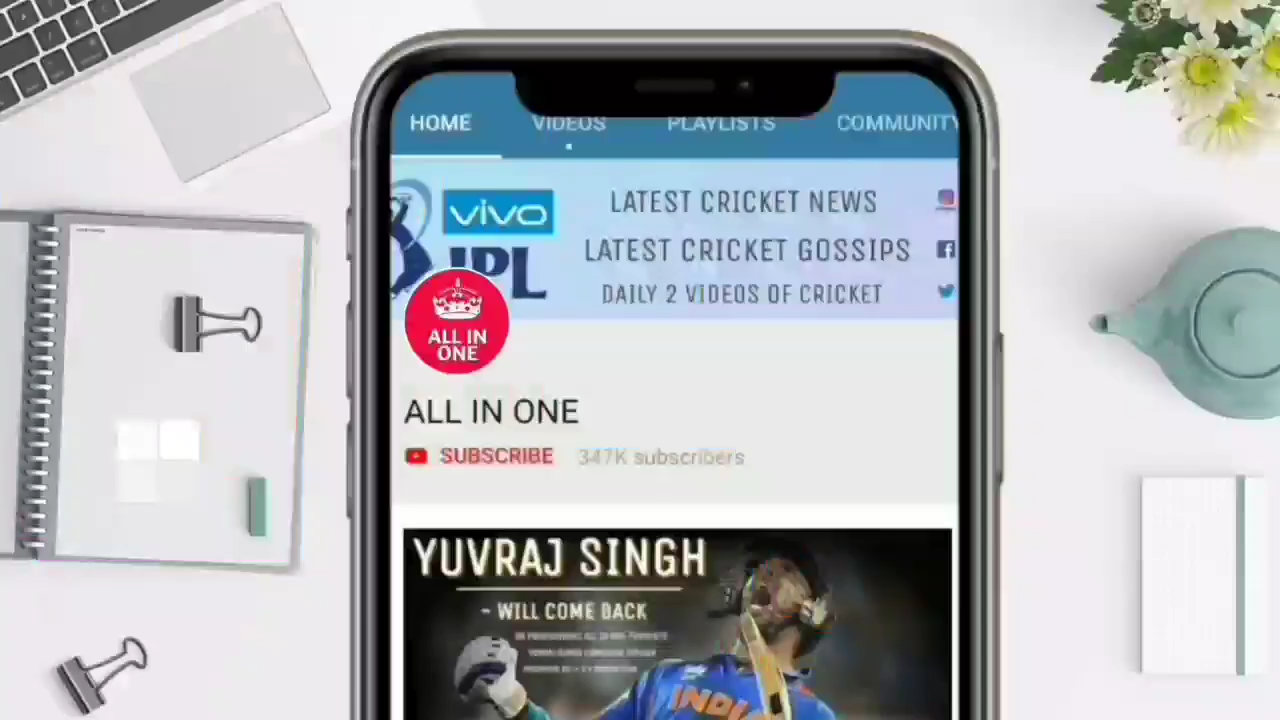 HOME VIDEOS PLAYLISTS COMMUNITY
vivo
IPL
LATEST CRICKET NEWS
LATEST CRICKET GOSSIPS
DAILY 2 VIDEOS OF CRICKET
ALL IN
ONE
ALL IN ONE
SUBSCRIBE 347K subscribers
YUVRAJ SINGH
- WILL COME BACK
INDIA